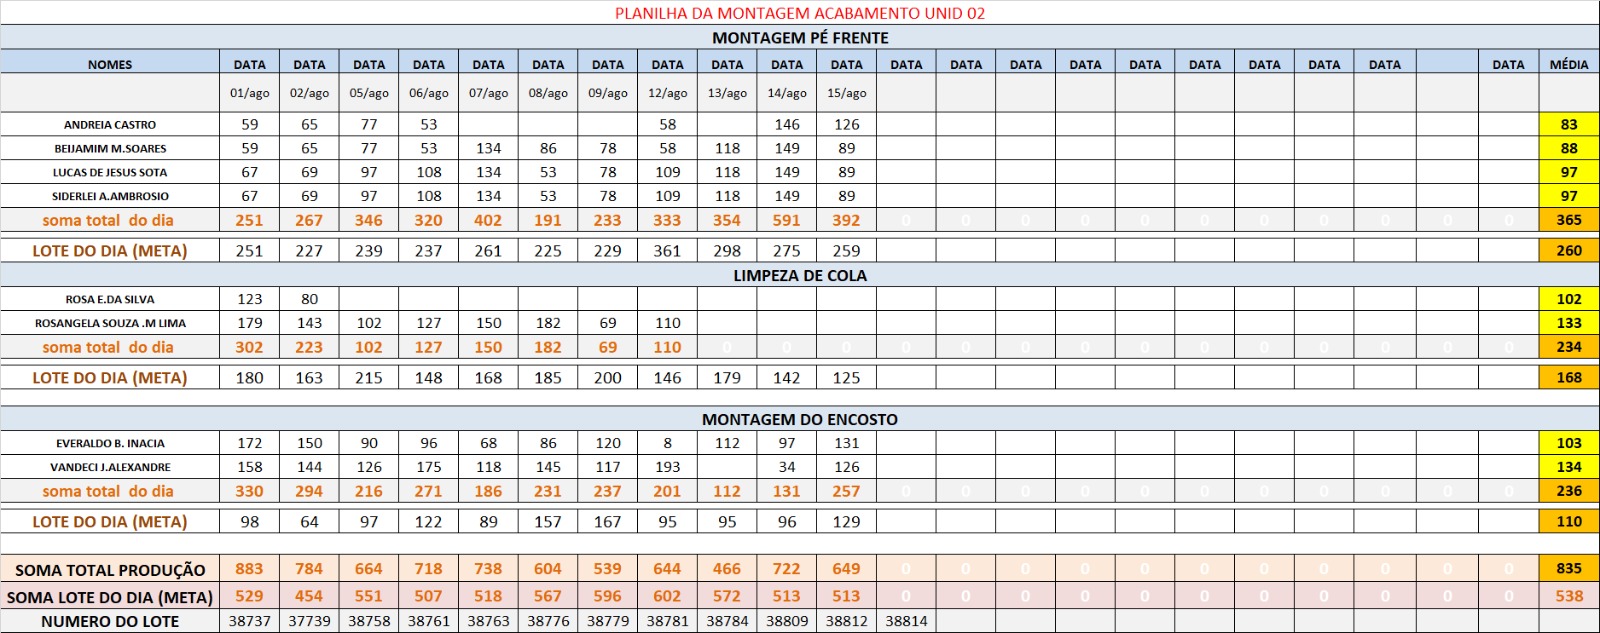 PLANILHA DA MONTAGEM ACABAMENTO UNID 02
MONTAGEM PÉ FRENTE
NOMES DATA DATA DATA DATA DATA DATA DATA DATA DATA DATA DATA DATA DATA DATA DATA DATA DATA DATA DATA DATA DATA MÉDIA
01/ago 02/ago 05/ago 06/ago 07/ago 08/ago 09/ago 12/ago 13/ago 14/ago 15/ago
ANDREIA CASTRO 59 65 77 53 58 146 126 83
BEIJAMIM M.SOARES 59 65 77 53 134 86 78 58 118 149 89 88
LUCAS DE JESUS SOTA 67 69 97 108 134 53 78 109 118 149 89 97
SIDERLEI A.AMBROSIO 67 69 97 108 134 53 78 109 118 149 89 97
soma total do dia 251 267 346 320 402 191 233 333 354 591 392 0 0 0 0 0 0 0 0 0 0 0 365
LOTE DO DIA (META) 251 227 239 237 261 225 229 361 298 275 259 260
LIMPEZA DE COLA
ROSA E.DA SILVA 123 80 102
ROSANGELA SOUZA .M LIMA 179 143 102 127 150 182 69 110 133
soma total do dia 302 223 102 127 150 182 69 110 0 0 0 0 0 0 0 0 0 0 0 0 0 0 234
LOTE DO DIA (META) 180 163 215 148 168 185 200 146 179 142 125 168
MONTAGEM DO ENCOSTO
EVERALDO B. INACIA 172 150 90 96 68 86 120 8 112 97 131 103
VANDECI J.ALEXANDRE 158 144 126 175 118 145 117 193 34 126 134
soma total do dia 330 294 216 271 186 231 237 201 112 131 257 0 0 0 0 0 0 0 0 0 0 0 236
LOTE DO DIA (META) 98 64 97 122 89 157 167 95 95 96 129 110
SOMA TOTAL PRODUÇÃO 883 784 664 718 738 604 539 644 466 722 649 0 0 0 0 0 0 0 0 0 0 0 835
SOMA LOTE DO DIA (META) 529 454 551 507 518 567 596 602 572 513 513 0 0 0 0 0 0 0 0 0 0 0 538
NUMERO DO LOTE 38737 37739 38758 38761 38763 38776 38779 38781 38784 38809 38812 38814